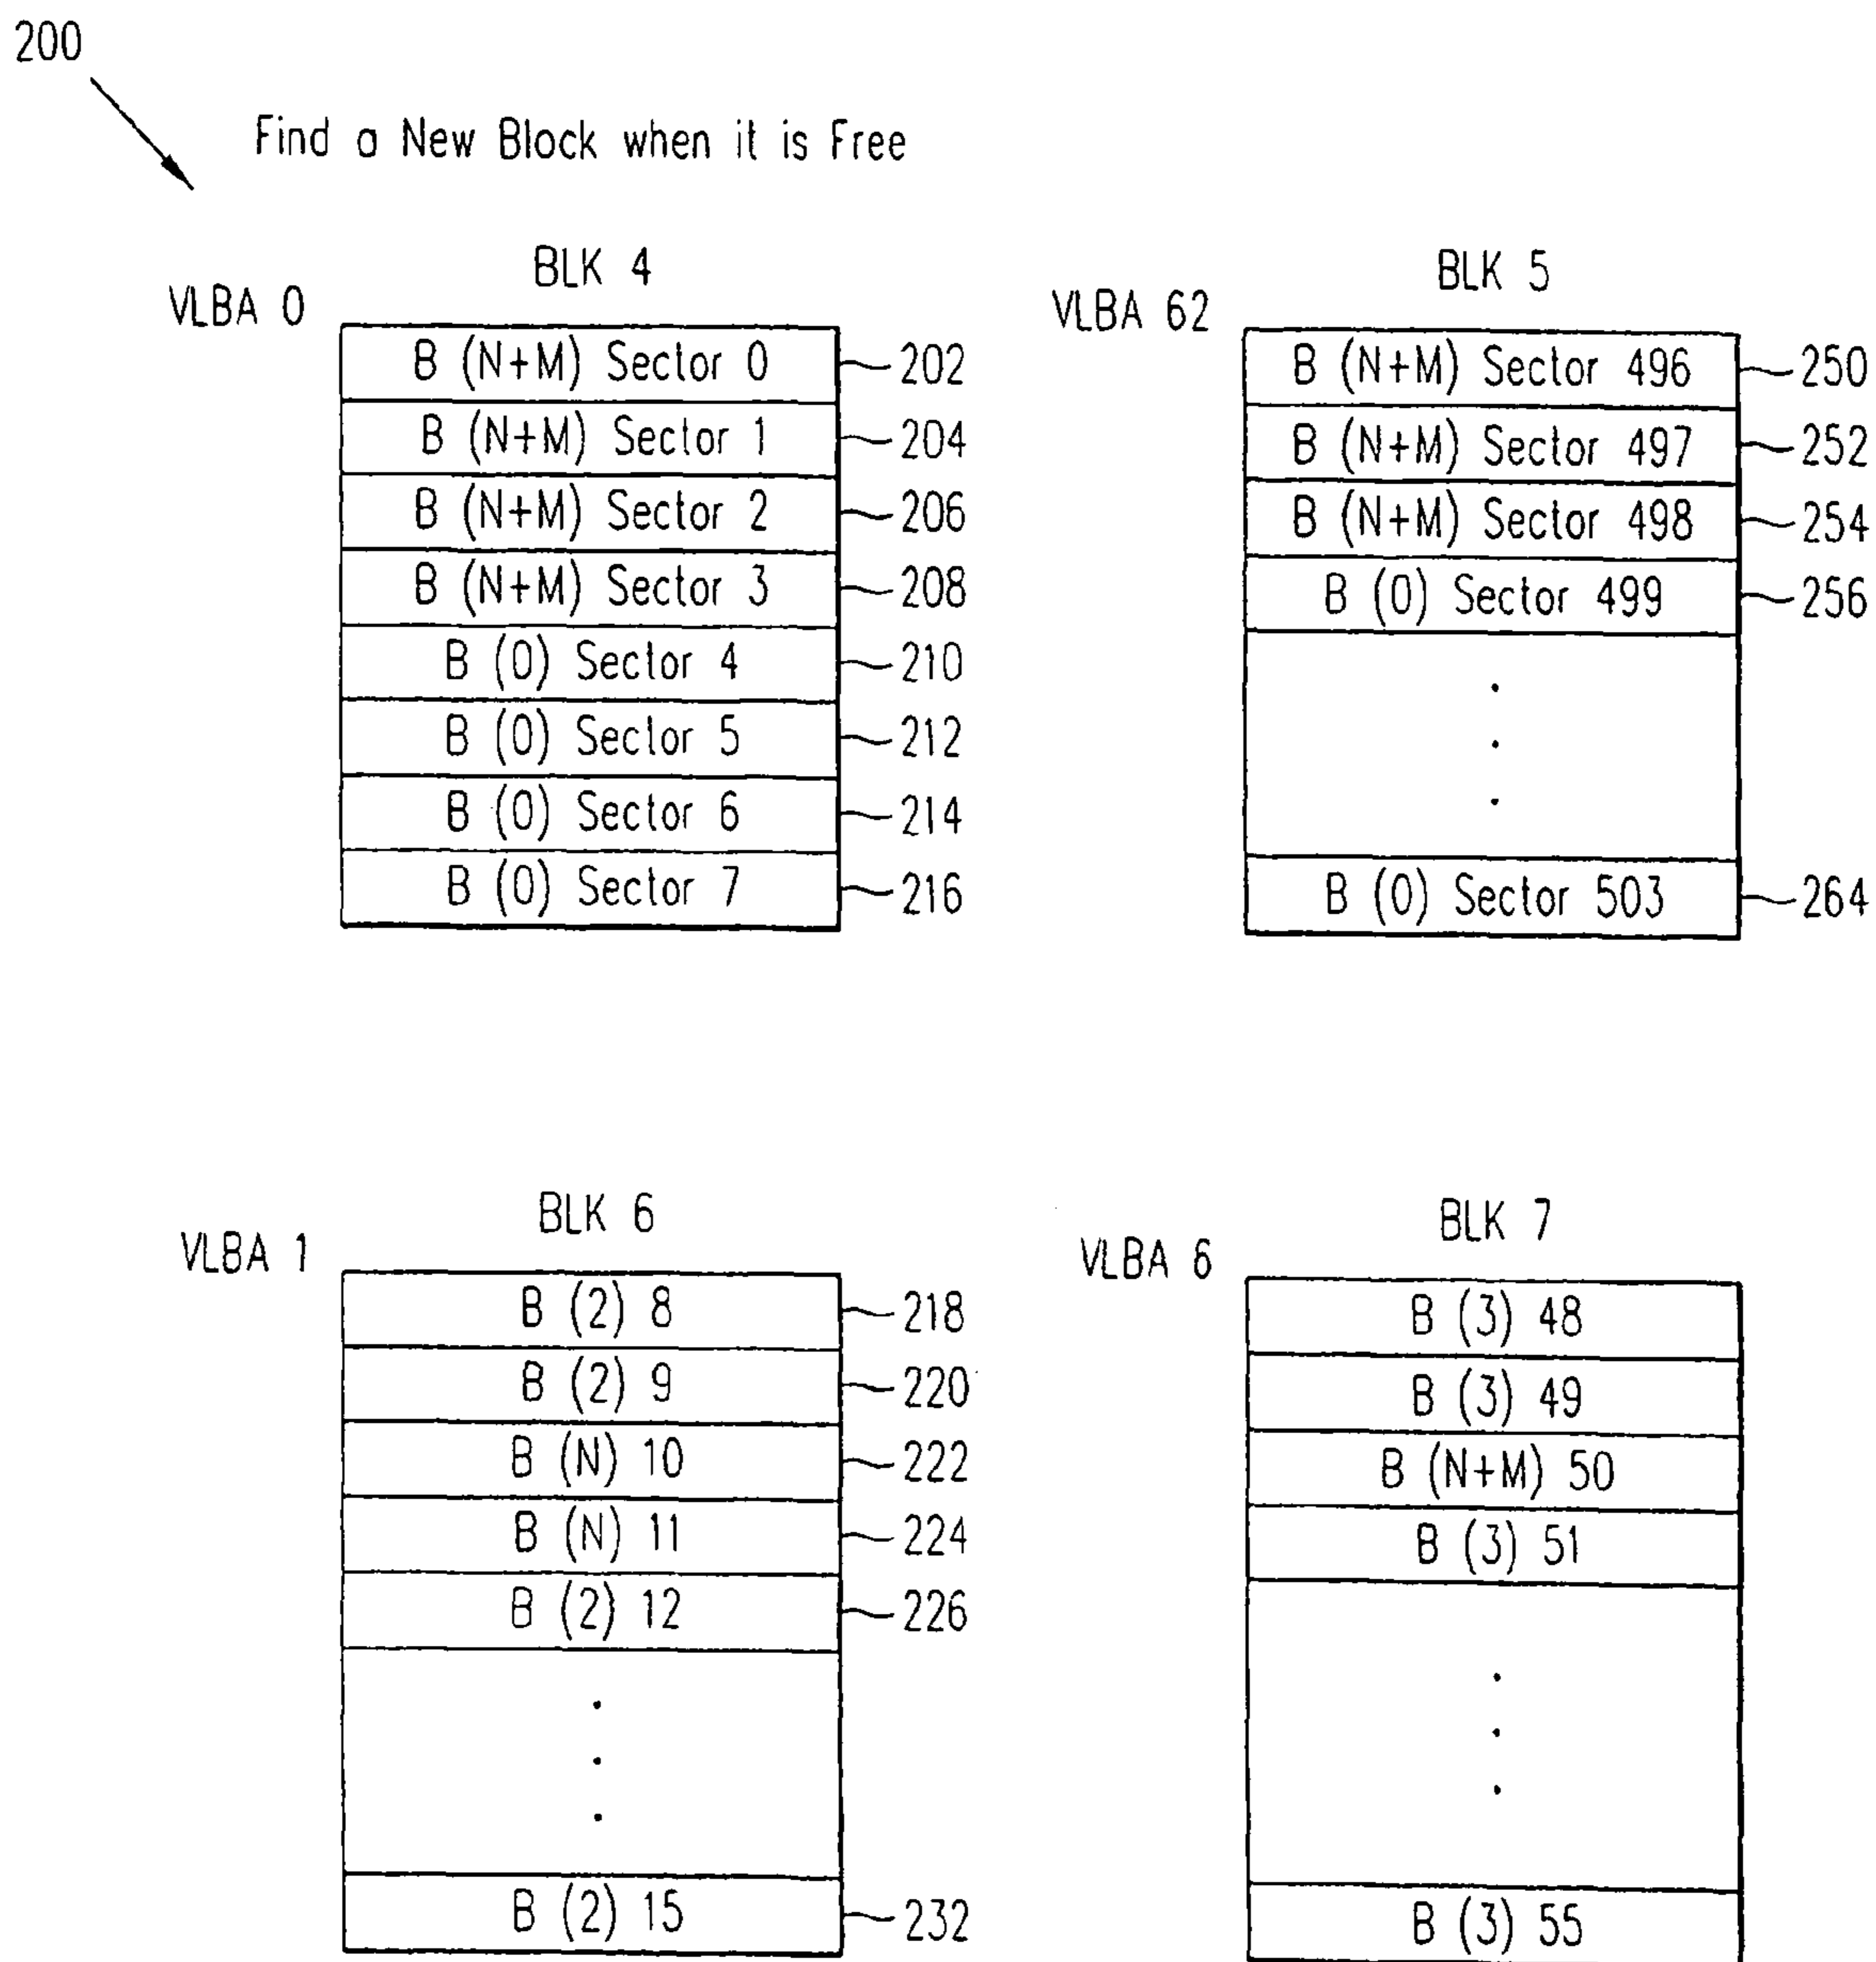 200
Find a New Block when it is Free
BLK 4
VLBA 0
B (N+M) Sector 0 202
B (N+M) Sector 1 204
B (N+M) Sector 2 206
B (N+M) Sector 3 208
B (0) Sector 4 210
B (0) Sector 5 212
B (0) Sector 6 214
B (0) Sector 7 216
BLK 5
VLBA 62
B (N+M) Sector 496 250
B (N+M) Sector 497 252
B (N+M) Sector 498 254
B (0) Sector 499 256
B (0) Sector 503 264
BLK 6
VLBA 1
B (2) 8 218
B (2) 9 220
B (N) 10 222
B (N) 11 224
B (2) 12 226
B (2) 15 232
BLK 7
VLBA 6
B (3) 48
B (3) 49
B (N+M) 50
B (3) 51
B (3) 55